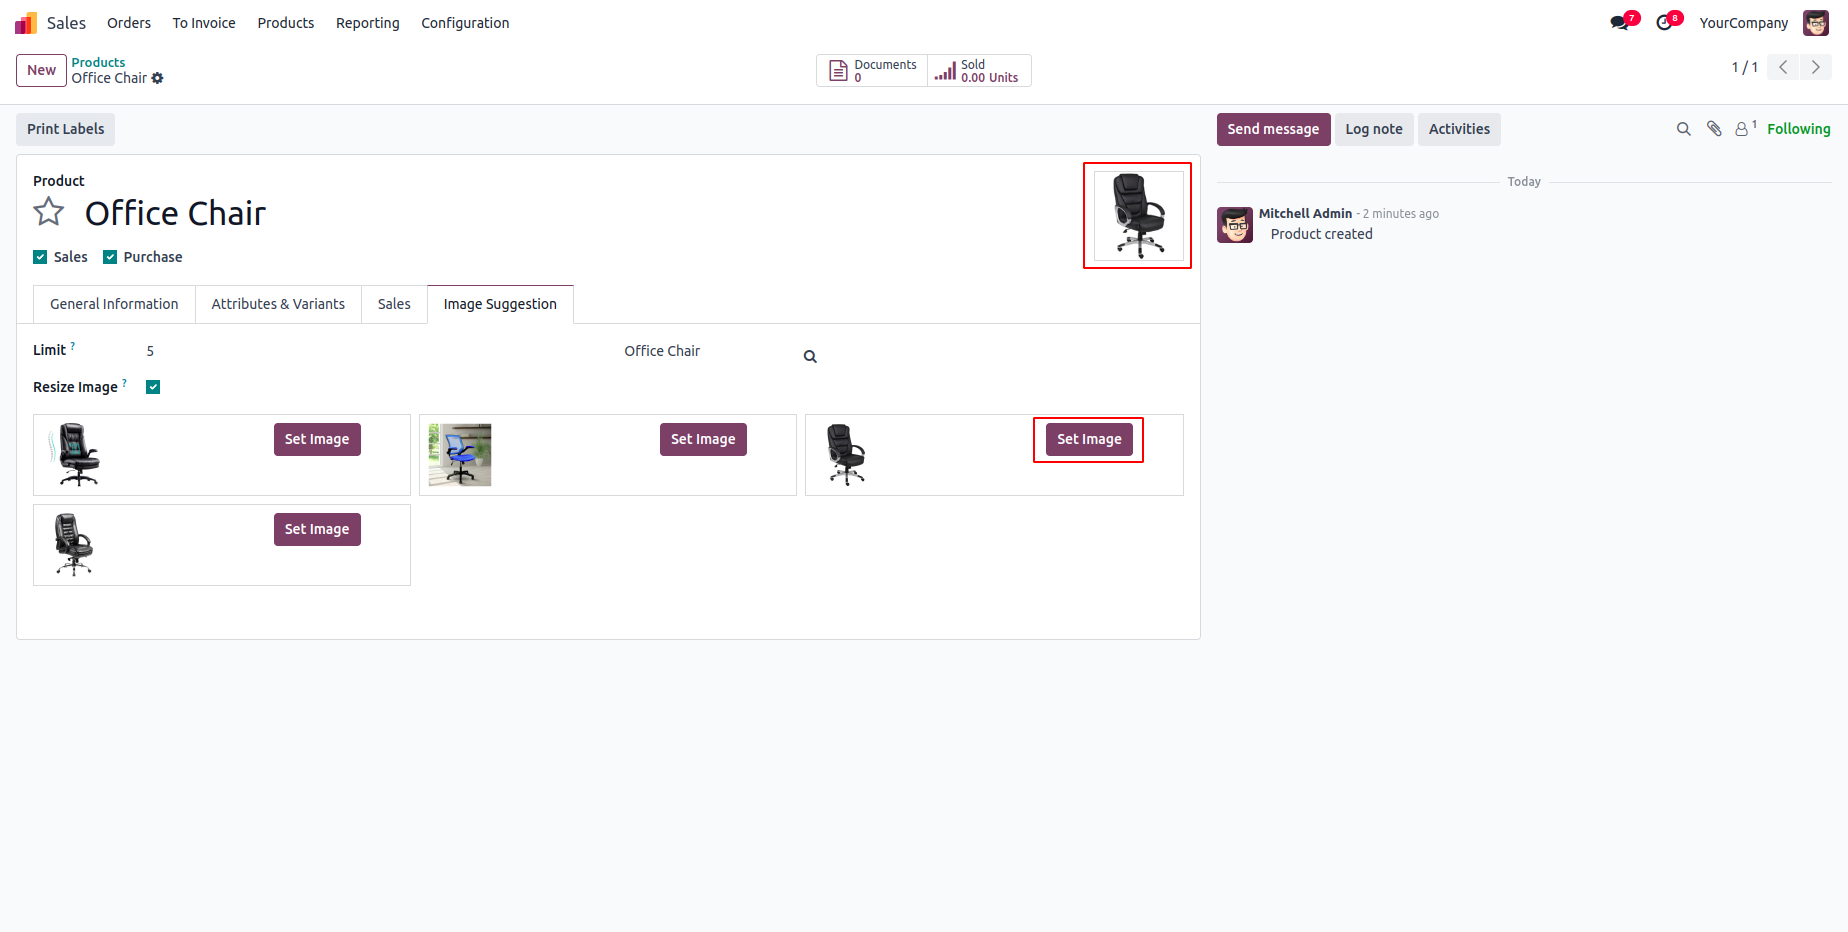 Sales Orders To Invoice Products Reporting Configuration 7 8 YourCompany
New Products Documents Sold
Office Chair 0 0.00 Units 1 / 1
Print Labels Send message Log note Activities 1 Following
Product Today
Office Chair Mitchell Admin - 2 minutes ago
Product created
Sales Purchase
General Information Attributes & Variants Sales Image Suggestion
Limit ? 5 Office Chair
Resize Image ?
Set Image Set Image Set Image
Set Image